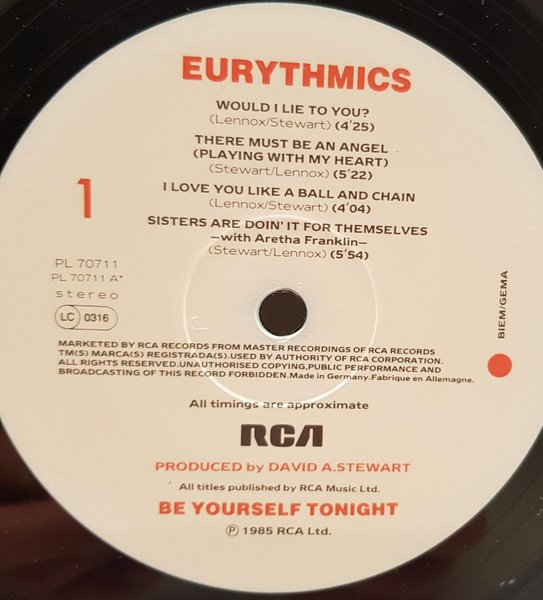 EURYTHMICS
WOULD I LIE TO YOU?
(Lennox/Stewart) (4'25)
THERE MUST BE AN ANGEL
(PLAYING WITH MY HEART)
(Stewart/Lennox) (5'22)
I LOVE YOU LIKE A BALL AND CHAIN
(Lennox/Stewart) (4'04)
SISTERS ARE DOIN' IT FOR THEMSELVES
—with Aretha Franklin—
(Stewart/Lennox) (5'54)
1
PL 70711
PL 70711 A*
stereo
LC 0316
BIEM/GEMA
MARKETED BY RCA RECORDS FROM MASTER RECORDINGS OF RCA RECORDS
TM(S) MARCA(S) REGISTRADA(S).USED BY AUTHORITY OF RCA CORPORATION.
ALL RIGHTS RESERVED.UNAUTHORISED COPYING,PUBLIC PERFORMANCE AND
BROADCASTING OF THIS RECORD FORBIDDEN.Made in Germany.Fabrique en Allemagne.
All timings are approximate
RCA
PRODUCED by DAVID A.STEWART
All titles published by RCA Music Ltd.
BE YOURSELF TONIGHT
℗ 1985 RCA Ltd.